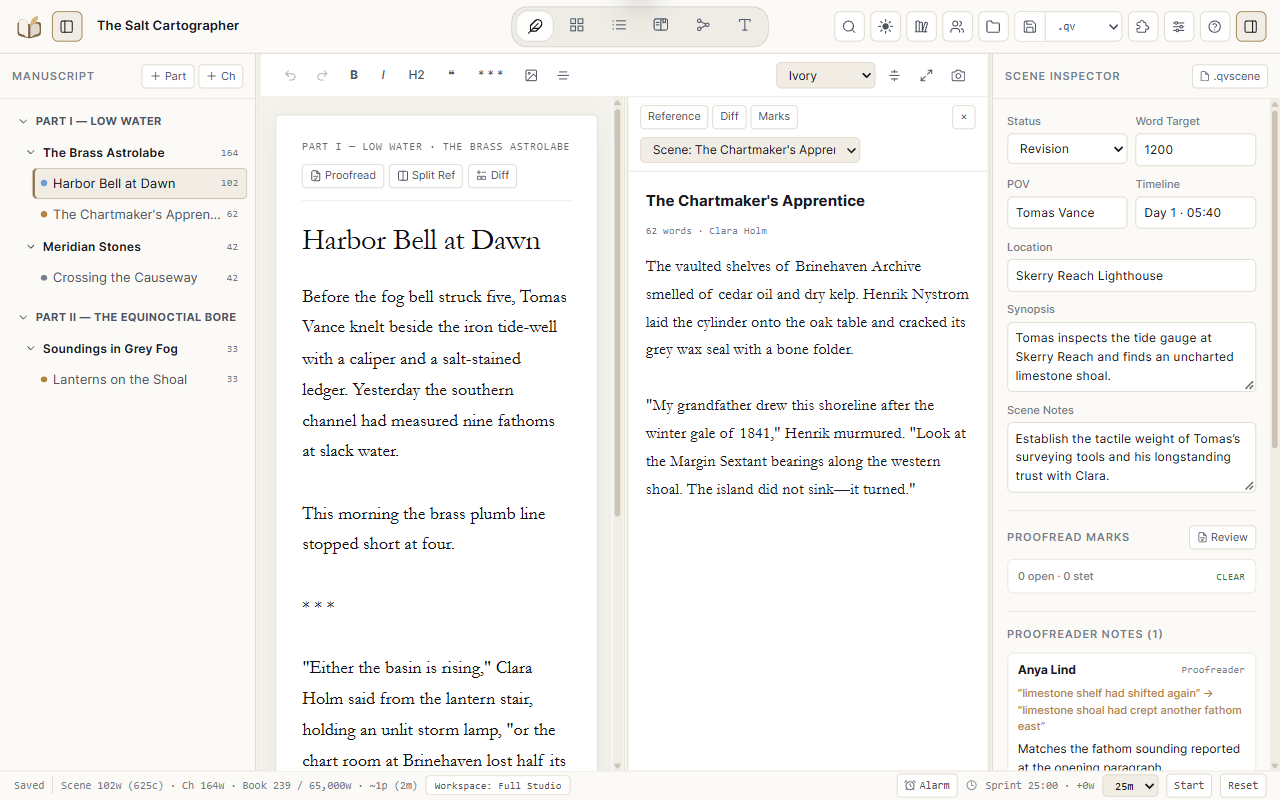 The Salt Cartographer
.qv
MANUSCRIPT
+ Part
+ Ch
PART I — LOW WATER
The Brass Astrolabe 164
Harbor Bell at Dawn 102
The Chartmaker's Appren... 62
Meridian Stones 42
Crossing the Causeway 42
PART II — THE EQUINOCTIAL BORE
Soundings in Grey Fog 33
Lanterns on the Shoal 33
B I H2 “ * * *
Ivory
PART I — LOW WATER · THE BRASS ASTROLABE
Proofread
Split Ref
Diff
Harbor Bell at Dawn
Before the fog bell struck five, Tomas
Vance knelt beside the iron tide-well
with a caliper and a salt-stained
ledger. Yesterday the southern
channel had measured nine fathoms
at slack water.
This morning the brass plumb line
stopped short at four.
* * *
"Either the basin is rising," Clara
Holm said from the lantern stair,
holding an unlit storm lamp, "or the
chart room at Brinehaven lost half its
Reference
Diff
Marks
×
Scene: The Chartmaker's Appren
The Chartmaker's Apprentice
62 words · Clara Holm
The vaulted shelves of Brinehaven Archive
smelled of cedar oil and dry kelp. Henrik Nystrom
laid the cylinder onto the oak table and cracked its
grey wax seal with a bone folder.
"My grandfather drew this shoreline after the
winter gale of 1841," Henrik murmured. "Look at
the Margin Sextant bearings along the western
shoal. The island did not sink—it turned."
SCENE INSPECTOR
.qvscene
Status
Revision
Word Target
1200
POV
Tomas Vance
Timeline
Day 1 · 05:40
Location
Skerry Reach Lighthouse
Synopsis
Tomas inspects the tide gauge at
Skerry Reach and finds an uncharted
limestone shoal.
Scene Notes
Establish the tactile weight of Tomas's
surveying tools and his longstanding
trust with Clara.
PROOFREAD MARKS
Review
0 open · 0 stet
CLEAR
PROOFREADER NOTES (1)
Anya Lind
Proofreader
“limestone shelf had shifted again” →
“limestone shoal had crept another fathom
east”
Matches the fathom sounding reported
at the opening paragraph.
Saved
Scene 102w (625c) · Ch 164w · Book 239 / 65,000w · ~1p (2m)
Workspace: Full Studio
Alarm
Sprint 25:00 · +0w
25m
Start
Reset